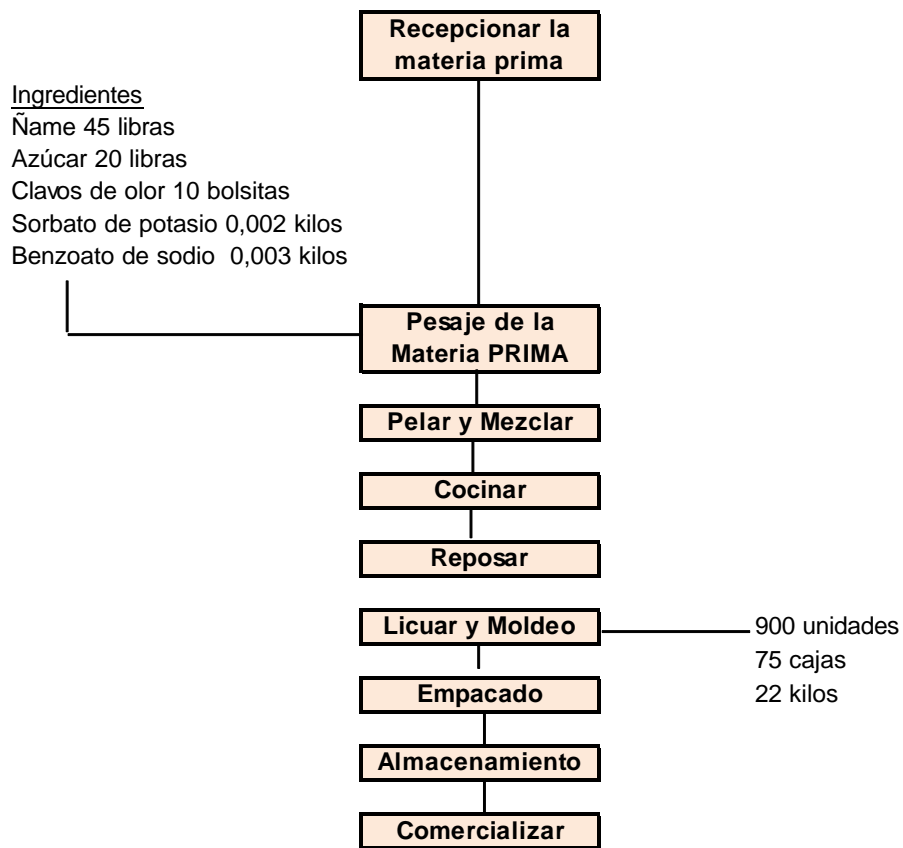 Recepcionar la
materia prima
Ingredientes
Ñame 45 libras
Azúcar 20 libras
Clavos de olor 10 bolsitas
Sorbato de potasio 0,002 kilos
Benzoato de sodio 0,003 kilos
Pesaje de la
Materia PRIMA
Pelar y Mezclar
Cocinar
Reposar
Licuar y Moldeo
900 unidades
75 cajas
22 kilos
Empacado
Almacenamiento
Comercializar